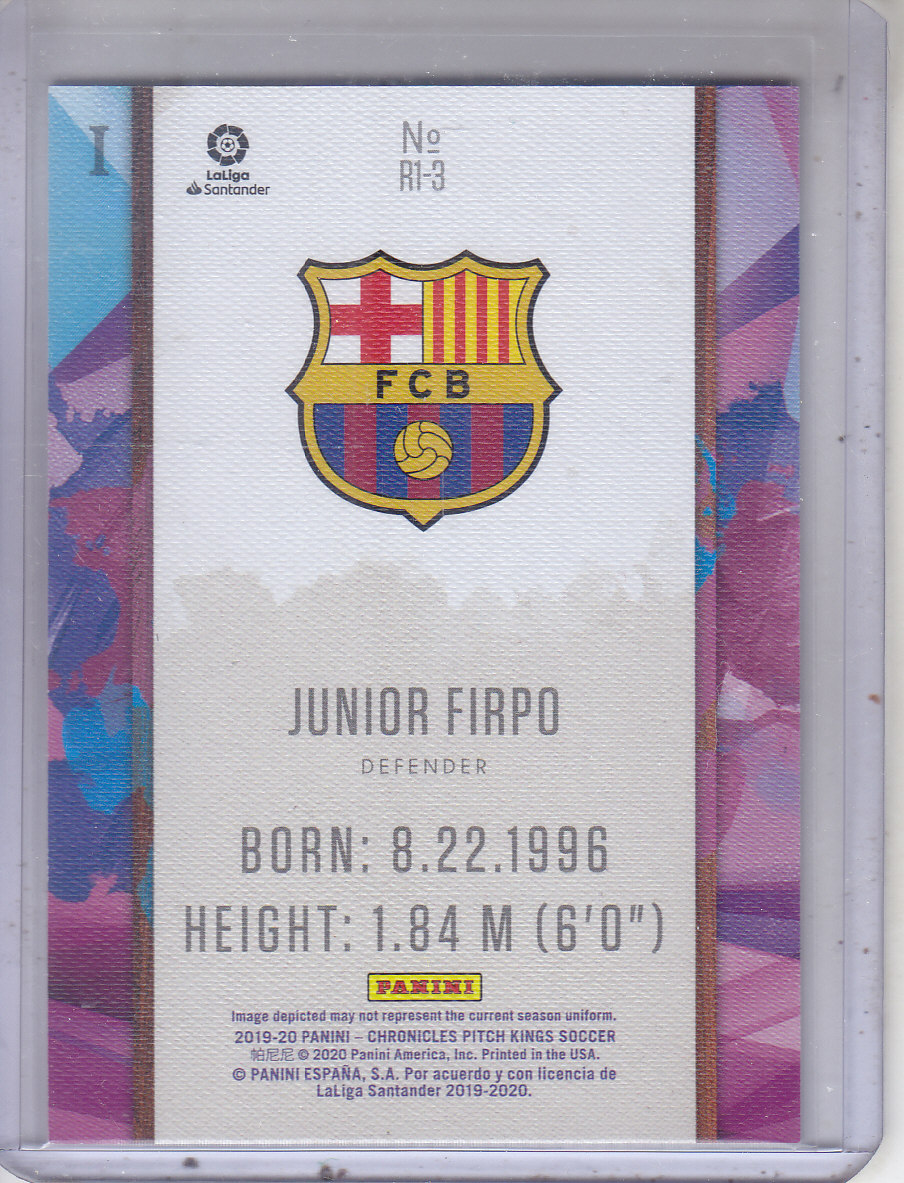 I
LaLiga
Santander
No
R1-3
FCB
JUNIOR FIRPO
DEFENDER
BORN: 8.22.1996
HEIGHT: 1.84 M (6'0")
PANINI
Image depicted may not represent the current season uniform.
2019-20 PANINI – CHRONICLES PITCH KINGS SOCCER
帕尼尼 © 2020 Panini America, Inc. Printed in the USA.
© PANINI ESPAÑA, S.A. Por acuerdo y con licencia de
LaLiga Santander 2019-2020.